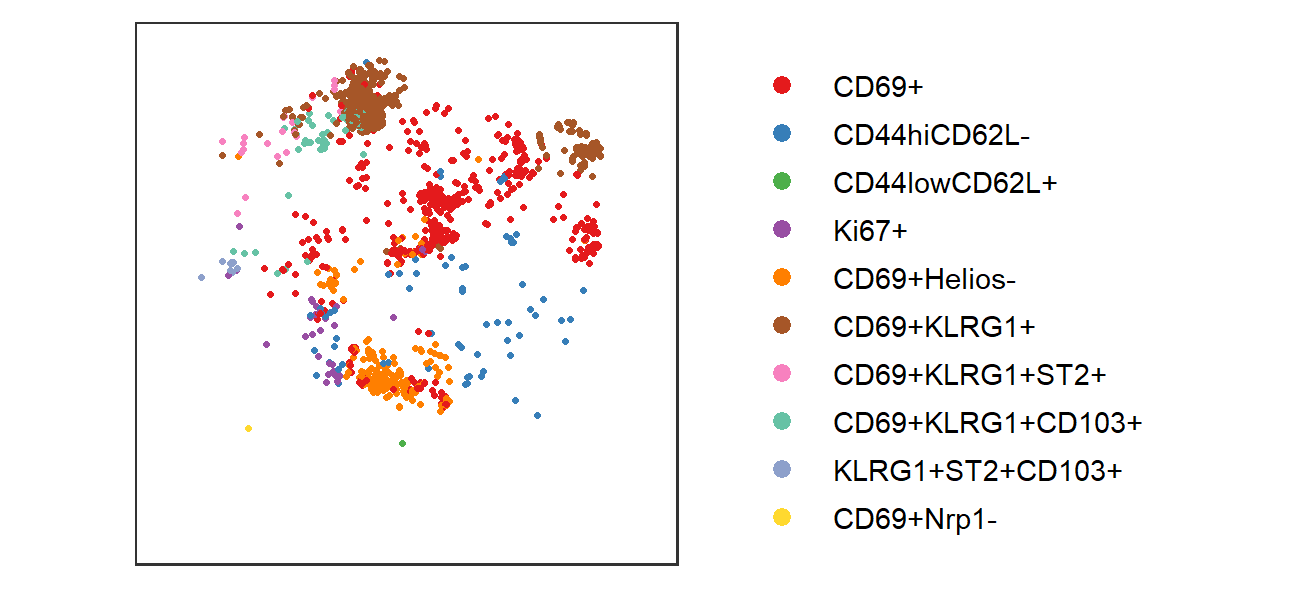 CD69+
CD44hiCD62L-
CD44lowCD62L+
Ki67+
CD69+Helios-
CD69+KLRG1+
CD69+KLRG1+ST2+
CD69+KLRG1+CD103+
KLRG1+ST2+CD103+
CD69+Nrp1-